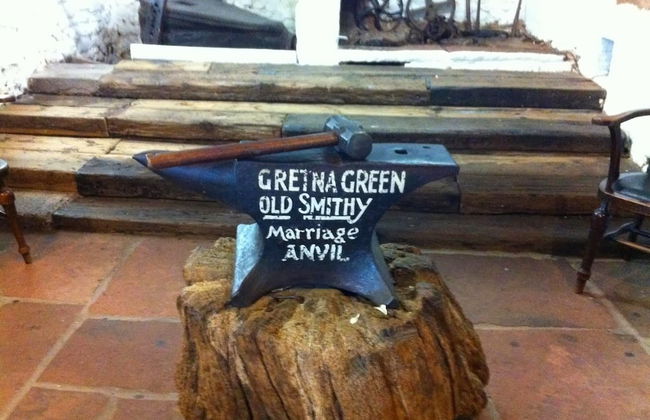 GRETNA GREEN
OLD SMITHY
Marriage
ANVIL